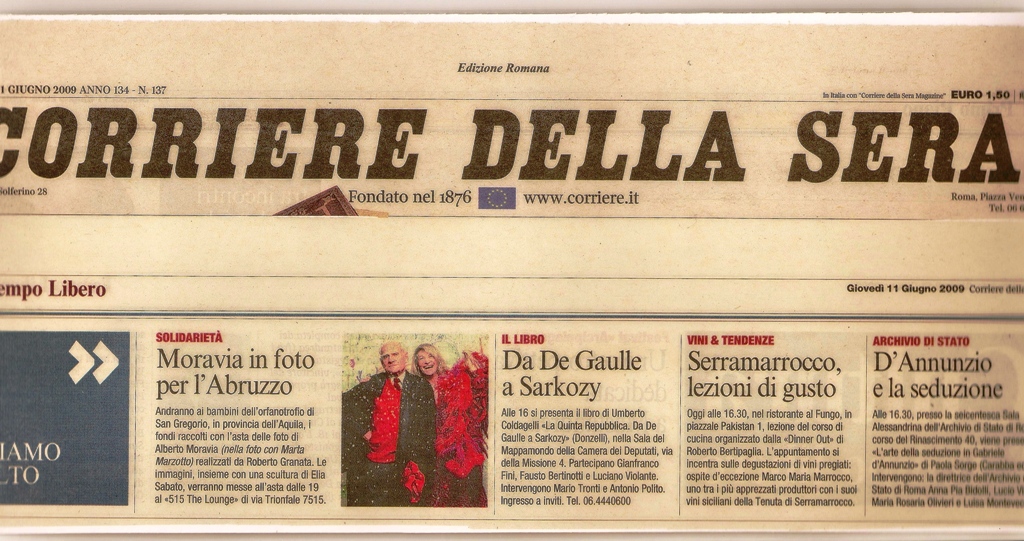 Edizione Romana
1 GIUGNO 2009 ANNO 134 - N. 137
In Italia con "Corriere della Sera Magazine" EURO 1,50
CORRIERE DELLA SERA
Solferino 28
Fondato nel 1876 www.corriere.it
Roma, Piazza Ven
Tel. 06 6
empo Libero
Giovedì 11 Giugno 2009 Corriere della
IAMO
LTO
SOLIDARIETÀ
Moravia in foto
per l'Abruzzo
Andranno ai bambini dell'orfanotrofio di
San Gregorio, in provincia dell'Aquila, i
fondi raccolti con l'asta delle foto di
Alberto Moravia (nella foto con Marta
Marzotto) realizzati da Roberto Granata. Le
immagini, insieme con una scultura di Elia
Sabato, verranno messe all'asta dalle 19
al «515 The Lounge» di via Trionfale 7515.
IL LIBRO
Da De Gaulle
a Sarkozy
Alle 16 si presenta il libro di Umberto
Coldagelli «La Quinta Repubblica. Da De
Gaulle a Sarkozy» (Donzelli), nella Sala del
Mappamondo della Camera dei Deputati, via
della Missione 4. Partecipano Gianfranco
Fini, Fausto Bertinotti e Luciano Violante.
Intervengono Mario Tronti e Antonio Polito.
Ingresso a inviti. Tel. 06.4440600
VINI & TENDENZE
Serramarrocco,
lezioni di gusto
Oggi alle 16.30, nel ristorante al Fungo, in
piazzale Pakistan 1, lezione del corso di
cucina organizzato dalla «Dinner Out» di
Roberto Bertipaglia. L'appuntamento si
incentra sulle degustazioni di vini pregiati:
ospite d'eccezione Marco Maria Marrocco,
uno tra i più apprezzati produttori con i suoi
vini siciliani della Tenuta di Serramarrocco.
ARCHIVIO DI STATO
D'Annunzio
e la seduzione
Alle 16.30, presso la seicentesca Sala
Alessandrina dell'Archivio di Stato di R
corso del Rinascimento 40, viene prese
«L'arte della seduzione in Gabriele
d'Annunzio» di Paola Sorge (Carabba ed
Intervengono: la direttrice dell'Archivio
Stato di Roma Anna Pia Bidolli, Lucio Vi
Maria Rosaria Olivieri e Luisa Montevec